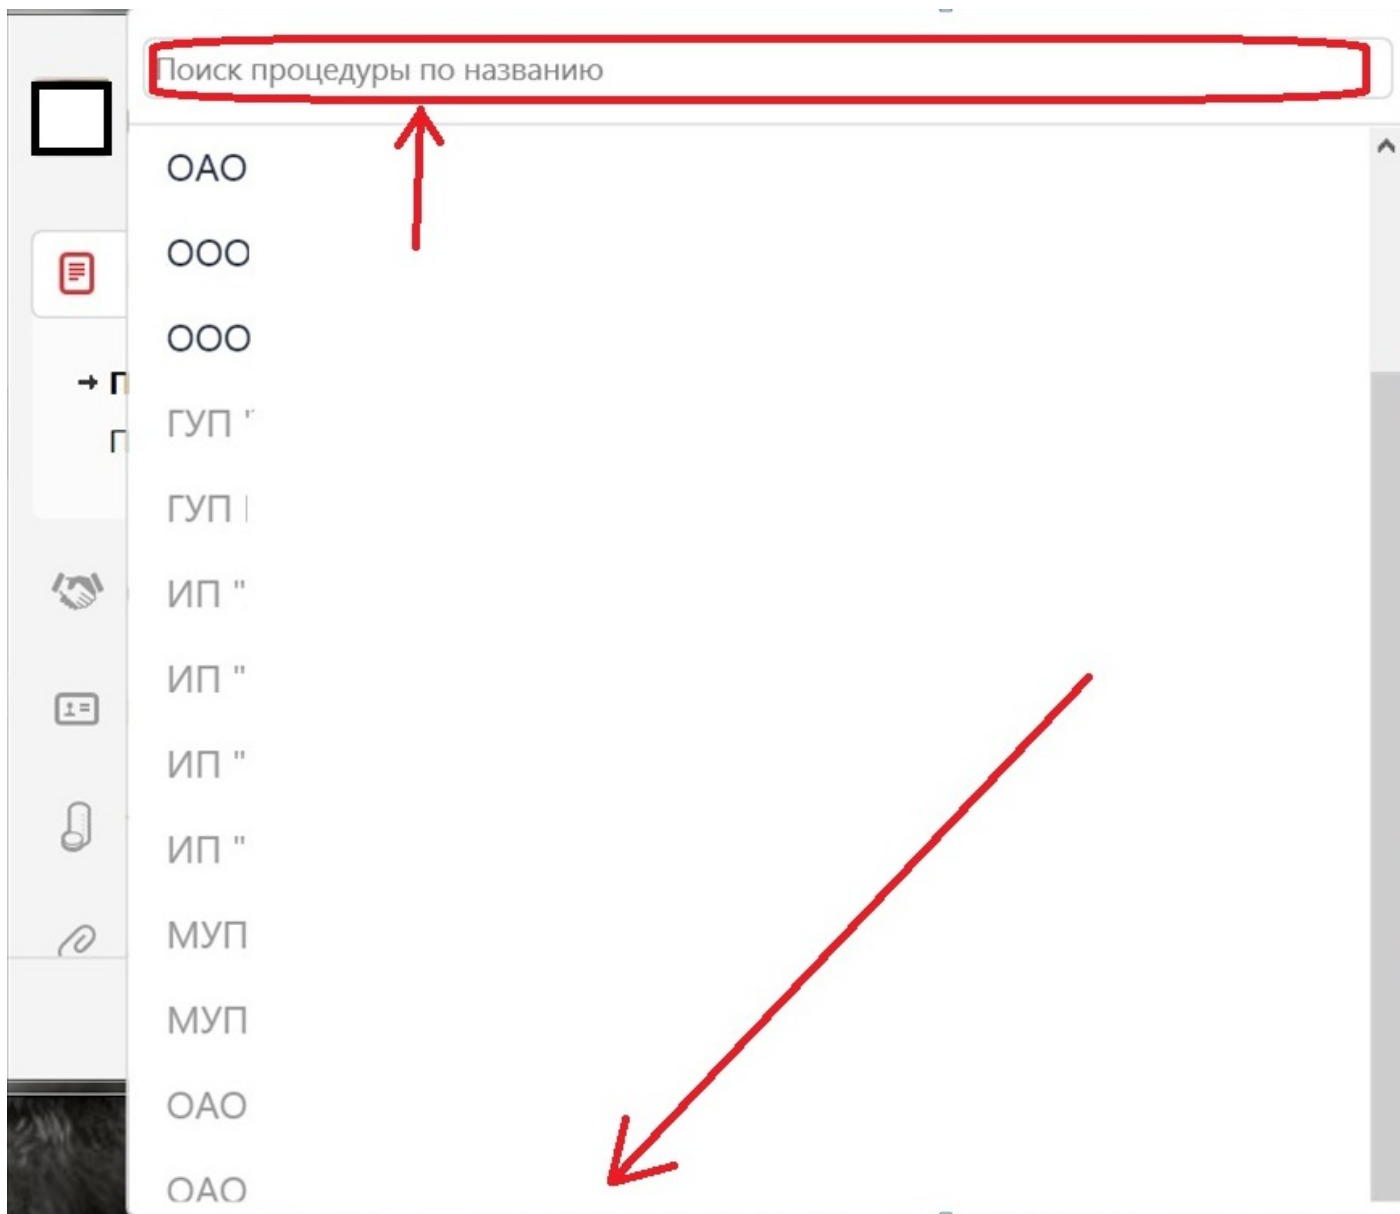 Поиск процедуры по названию
ОАО
ООО
ООО
П
П
ГУП "
ГУП
ИП "
ИП "
ИП "
ИП "
МУП
МУП
ОАО
ОАО